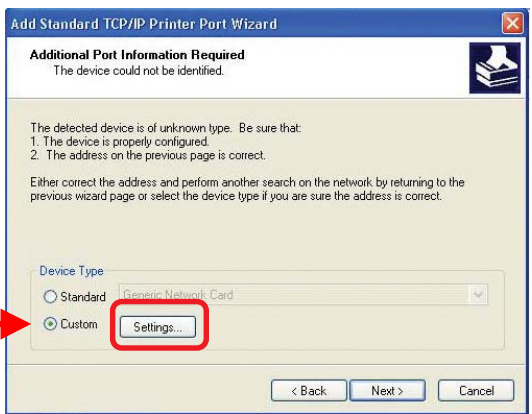 Add Standard TCP/IP Printer Port Wizard
Additional Port Information Required
The device could not be identified.
The detected device is of unknown type.  Be sure that:
1. The device is properly configured.
2.  The address on the previous page is correct.
Either correct the address and perform another search on the network by returning to the
previous wizard page or select the device type if you are sure the address is correct.
Device Type
Standard
Generic Network Card
Custom
Settings...
< Back
Next >
Cancel